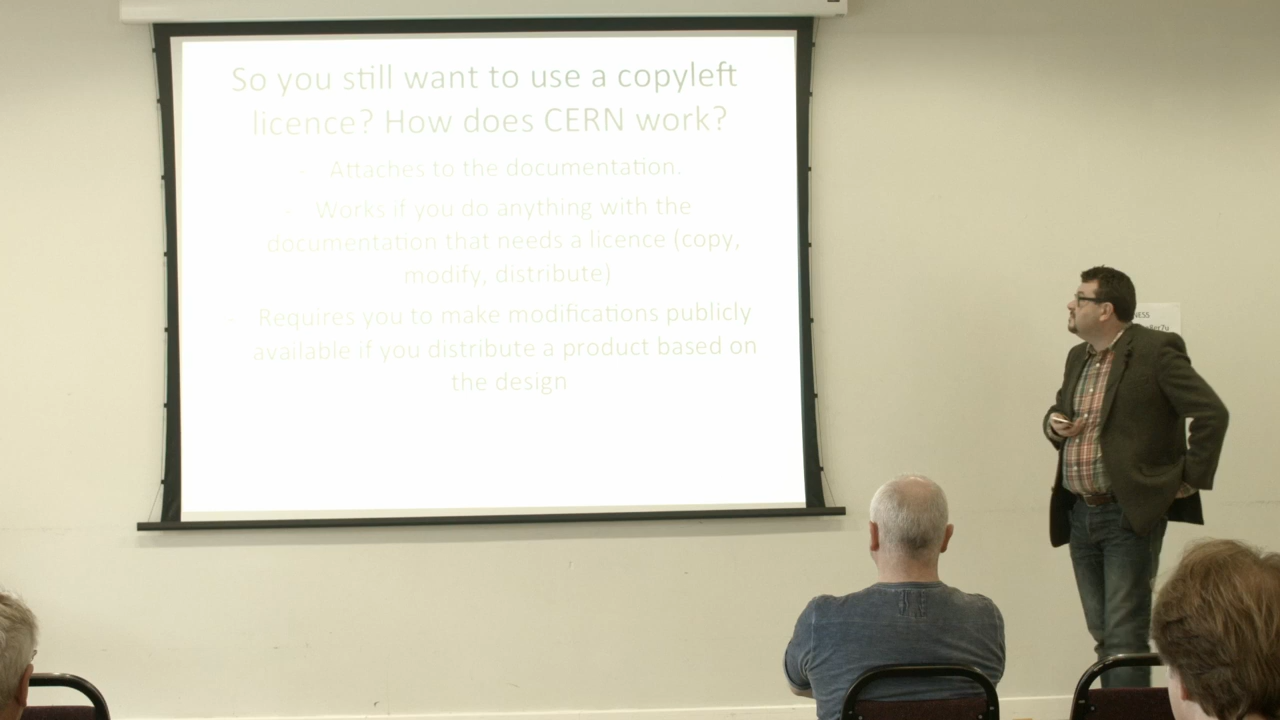 So you still want to use a copyleft
licence? How does CERN work?
- Attaches to the documentation.
- Works if you do anything with the
documentation that needs a licence (copy,
modify, distribute)
- Requires you to make modifications publicly
available if you distribute a product based on
the design
NESS